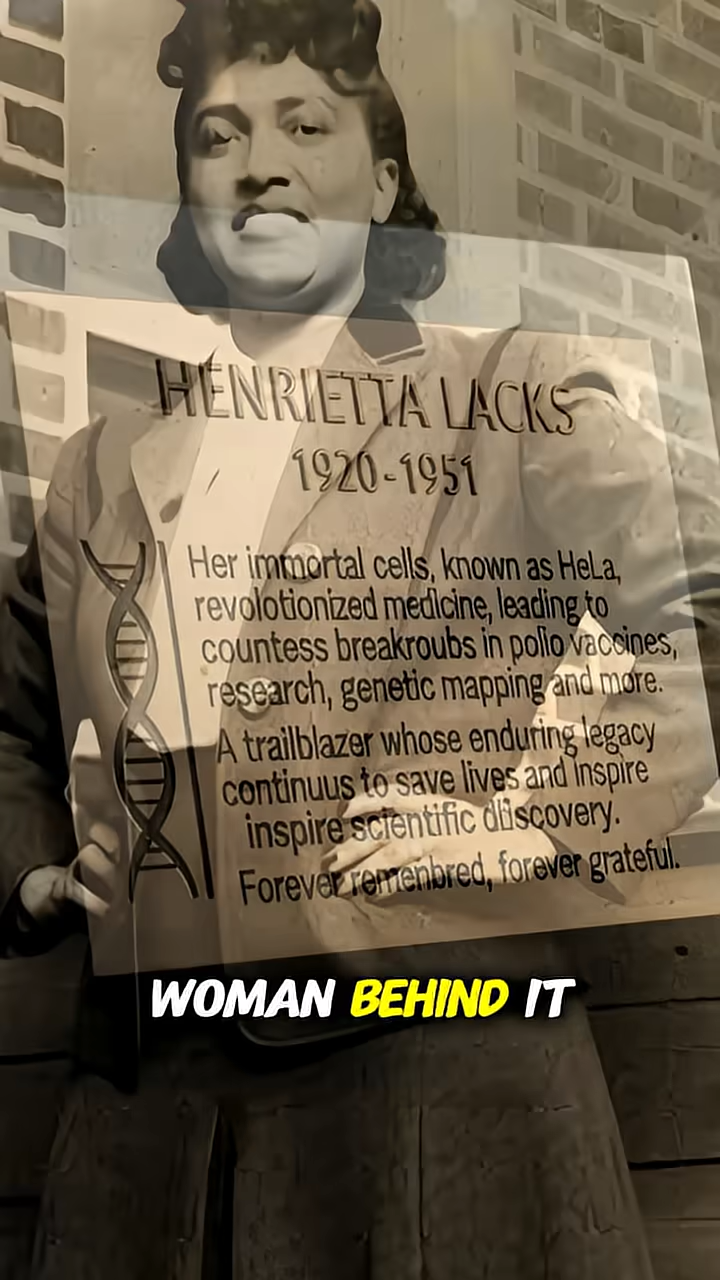 HENRIETTA LACKS
1920-1951
Her immortal cells, known as HeLa,
revolotionized medicine, leading to
countess breakroubs in polio vaccines,
research, genetic mapping and more.
A trailblazer whose enduring legacy
continuus to save lives and Inspire
inspire scientific dliscovery.
Forever remenbred, forever grateful.
WOMAN BEHIND IT